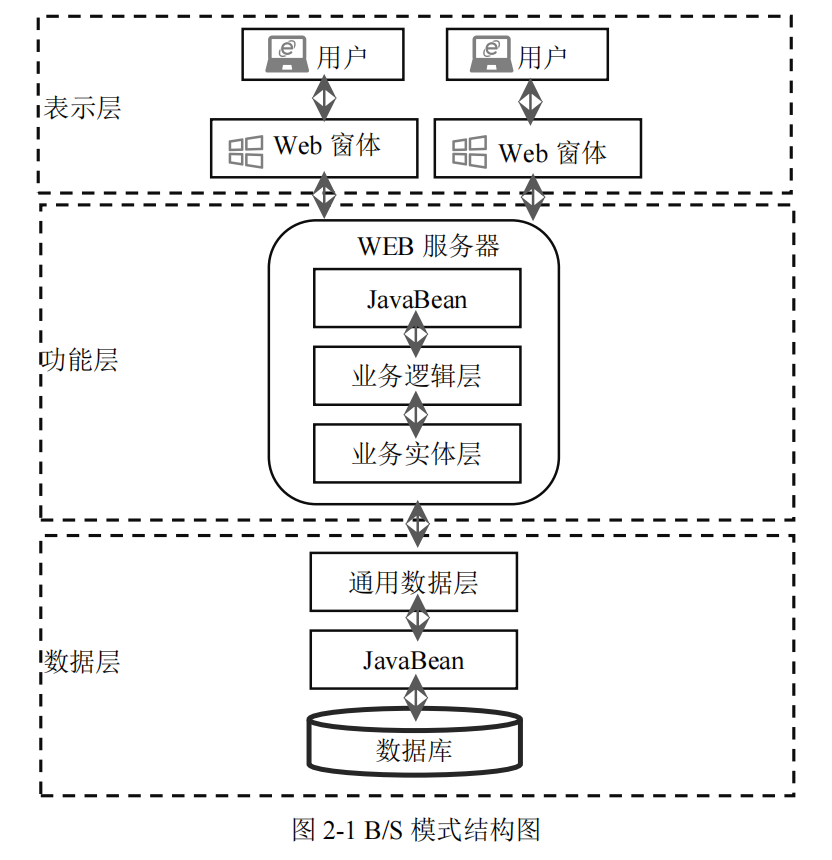 用户
用户
表示层
Web 窗体
Web 窗体
WEB 服务器
JavaBean
功能层
业务逻辑层
业务实体层
通用数据层
数据层
JavaBean
数据库
图 2-1 B/S 模式结构图